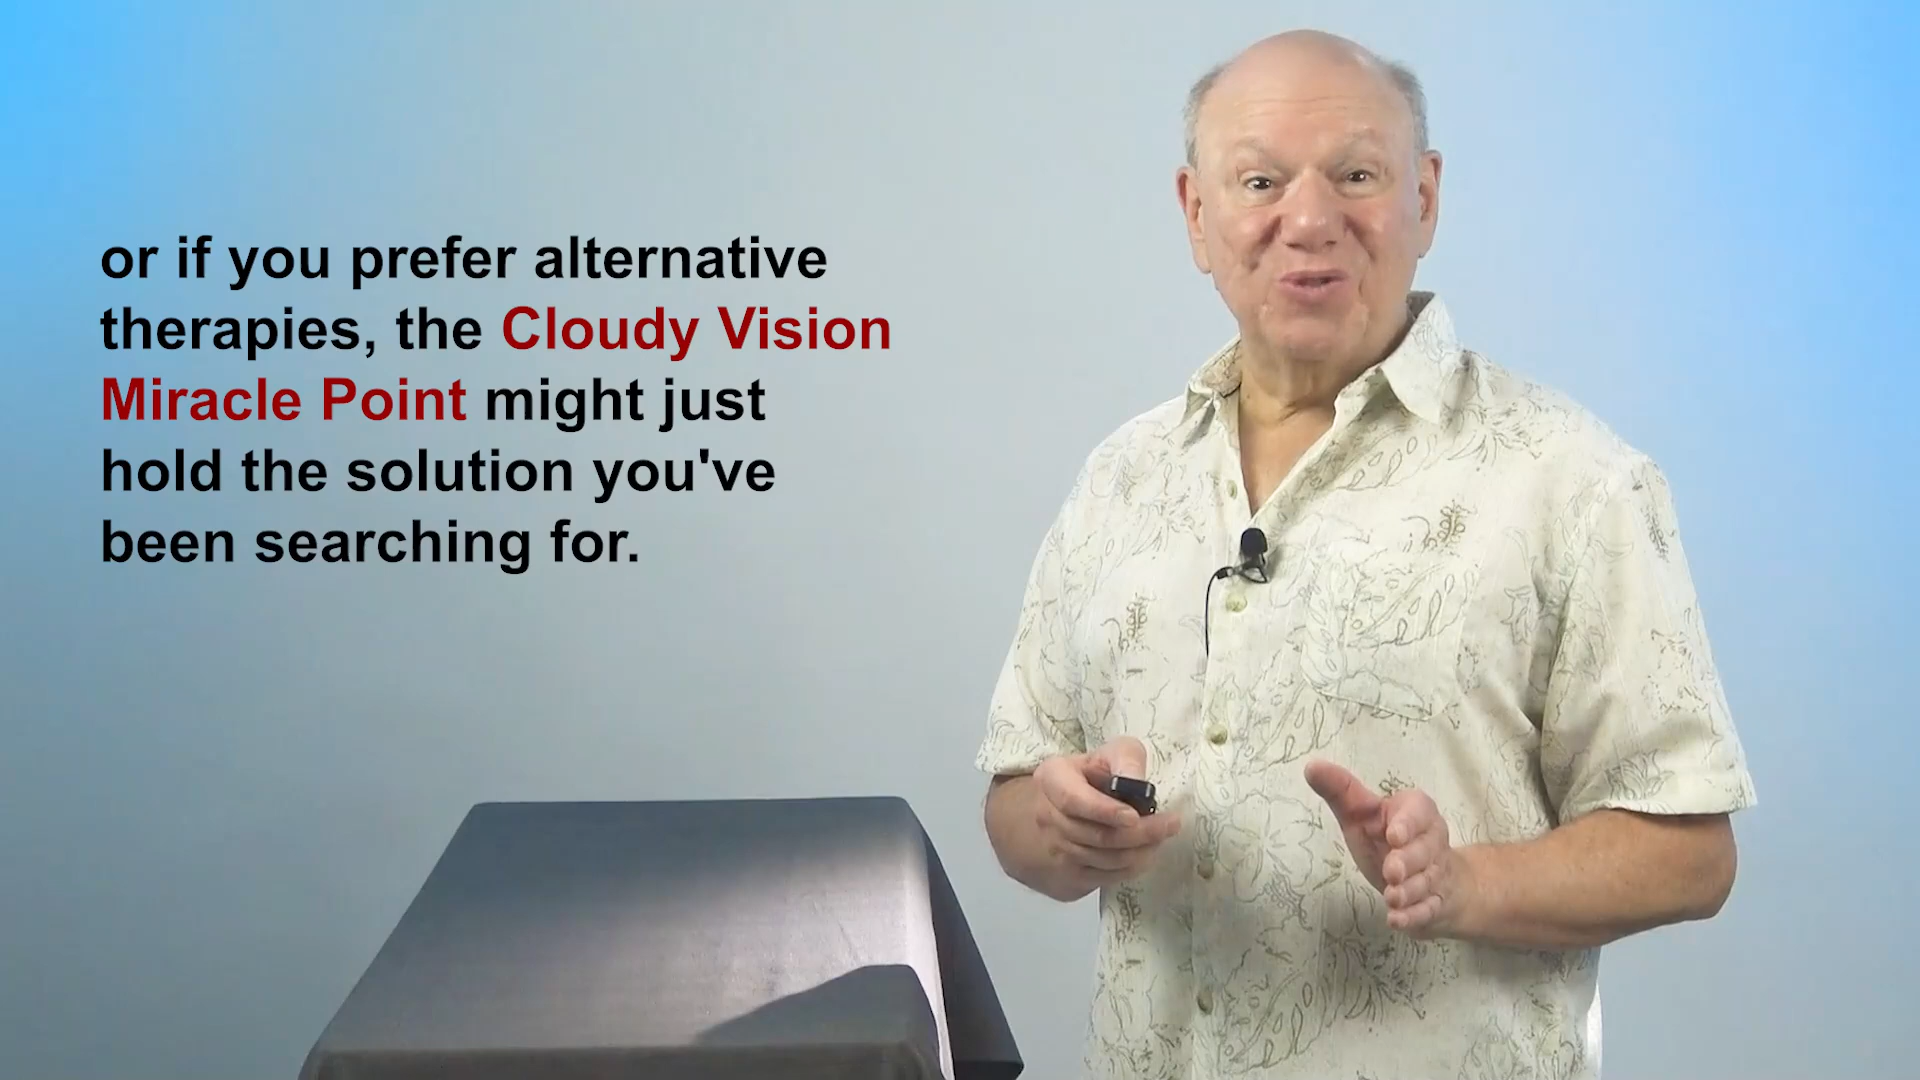 or if you prefer alternative
therapies, the Cloudy Vision
Miracle Point might just
hold the solution you've
been searching for.